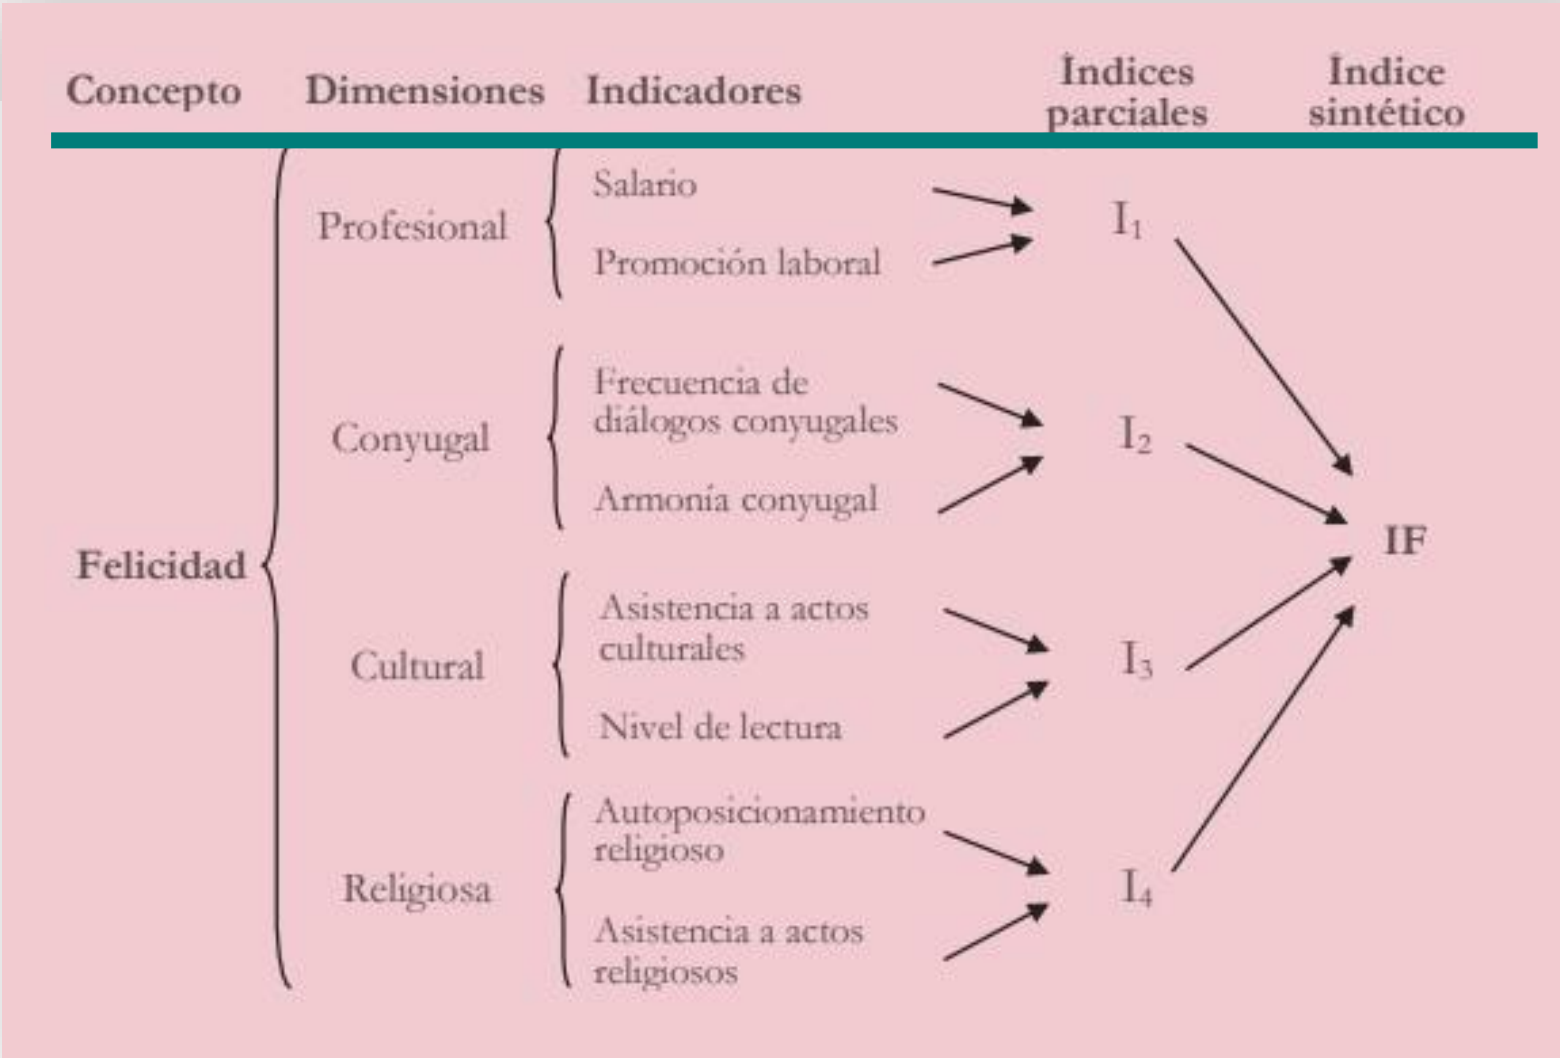 Concepto Dimensiones Indicadores Índices parciales Índice sintético
Felicidad
Profesional
Salario
Promoción laboral
I₁
Conyugal
Frecuencia de
diálogos conyugales
Armonía conyugal
I₂
Cultural
Asistencia a actos
culturales
Nivel de lectura
I₃
Religiosa
Autoposicionamiento
religioso
Asistencia a actos
religiosos
I₄
IF